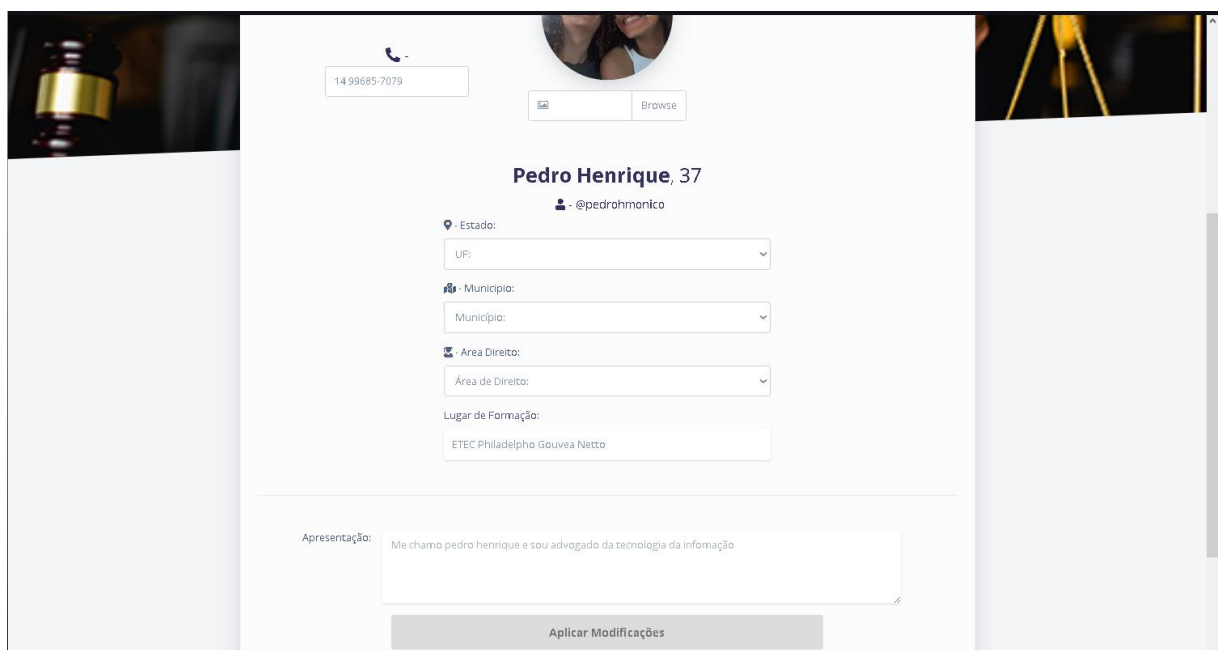 -
14 99685-7079
Browse
Pedro Henrique, 37
- @pedrohmonico
- Estado:
UF:
- Municipio:
Município:
- Area Direito:
Área de Direito:
Lugar de Formação:
ETEC Philadelpho Gouvea Netto
Apresentação:
Me chamo pedro henrique e sou advogado da tecnologia da infomação
Aplicar Modificações